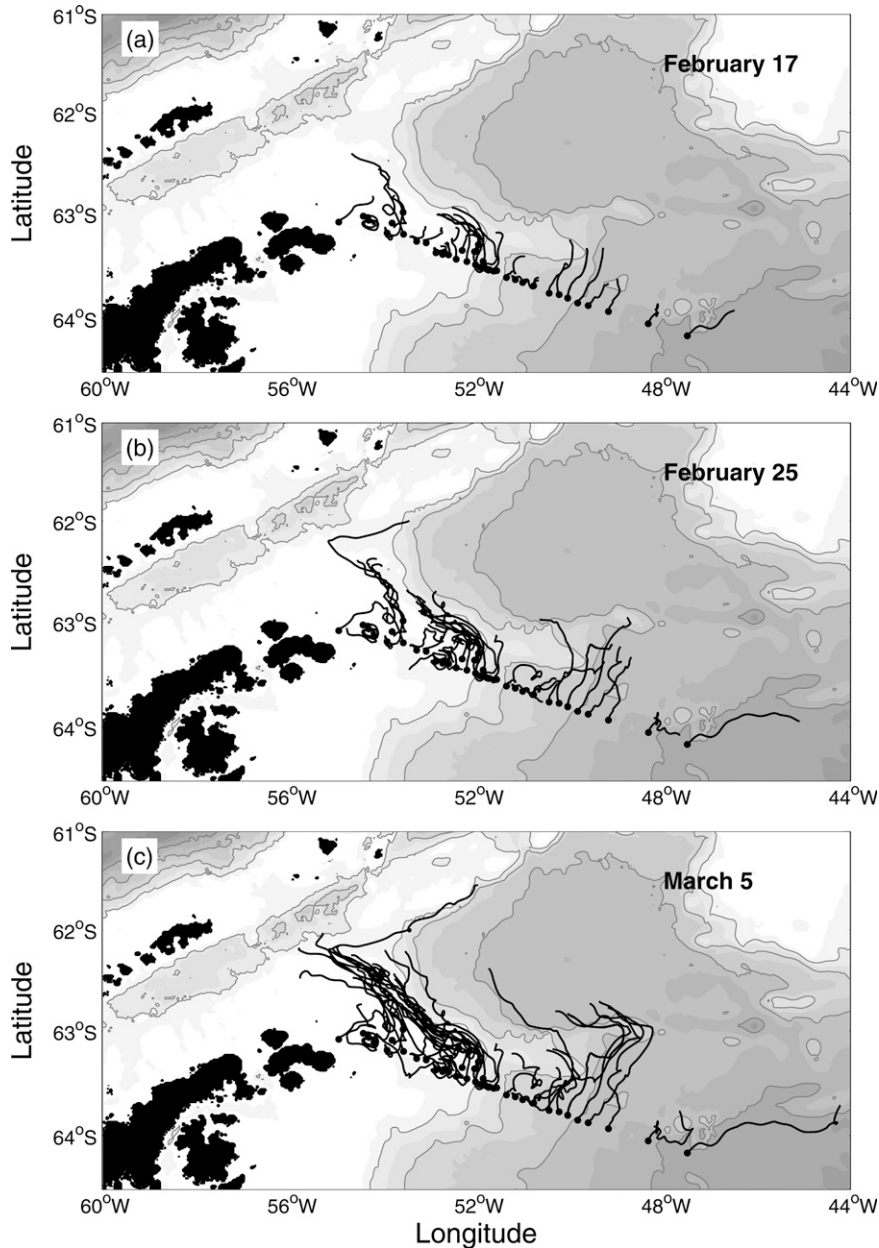 (a)
February 17
61°S
62°S
63°S
64°S
Latitude
60°W
56°W
52°W
48°W
44°W
(b)
February 25
61°S
62°S
63°S
64°S
Latitude
60°W
56°W
52°W
48°W
44°W
(c)
March 5
61°S
62°S
63°S
64°S
Latitude
60°W
56°W
52°W
48°W
44°W
Longitude